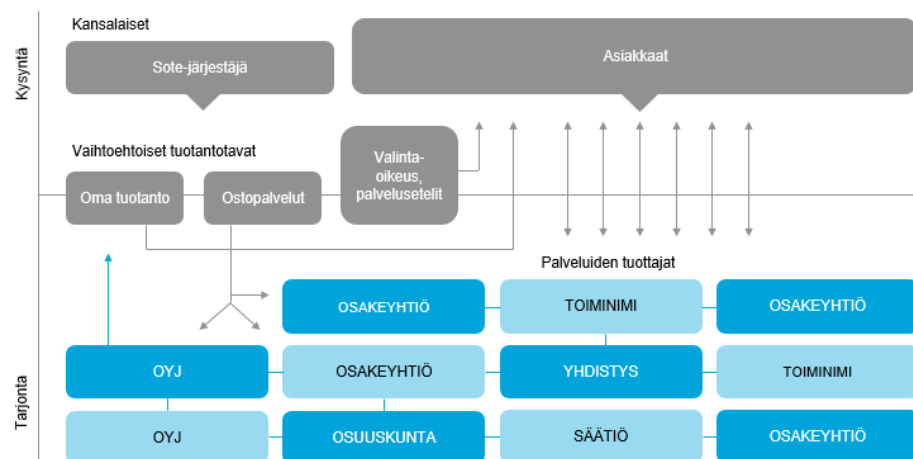 Kysyntä
Kansalaiset
Sote-järjestäjä
Asiakkaat
Vaihtoehtoiset tuotantotavat
Oma tuotanto
Ostopalvelut
Valinta-
oikeus,
palvelusetelit
Palveluiden tuottajat
Tarjonta
OSAKEYHTIÖ
TOIMINIMI
OSAKEYHTIÖ
OYJ
OSAKEYHTIÖ
YHDISTYS
TOIMINIMI
OYJ
OSUUSKUNTA
SÄÄTIÖ
OSAKEYHTIÖ